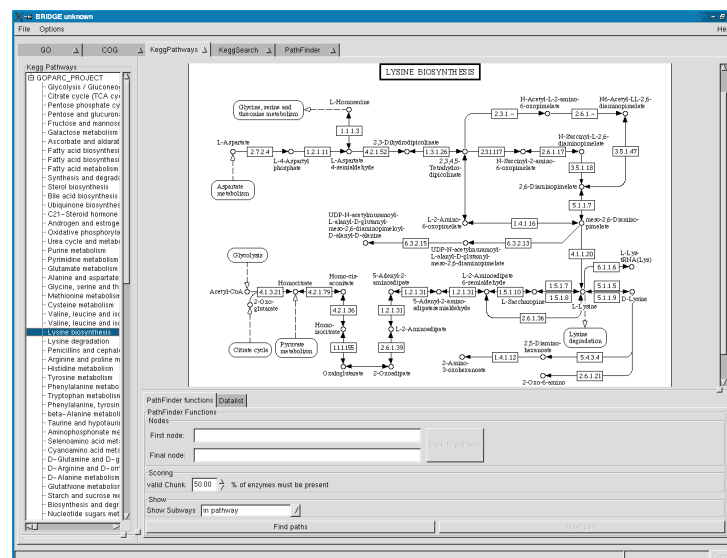 BRIDGE unknown
File Options
GO COG KeggPathways KeggSearch PathFinder
Kegg Pathways
GOPARC_PROJECT
Glycolysis / Gluconeo
Citrate cycle (TCA cy
Pentose phosphate cy
Pentose and glucuron
Fructose and mannose
Galactose metabolism
Ascorbate and aldarat
Fatty acid biosynthesi
Fatty acid biosynthesi
Fatty acid metabolism
Synthesis and degrada
Sterol biosynthesis
Bile acid biosynthesis
Ubiquinone biosynthes
C21-Steroid hormone
Androgen and estroge
Oxidative phosphoryla
Urea cycle and metabo
Purine metabolism
Pyrimidine metabolism
Glutamate metabolism
Alanine and aspartate
Glycine, serine and th
Methionine metabolism
Cysteine metabolism
Valine, leucine and iso
Valine, leucine and iso
Lysine biosynthesis
Lysine degradation
Penicillins and cephalo
Arginine and proline m
Histidine metabolism
Tyrosine metabolism
Phenylalanine metabo
Tryptophan metabolism
Phenylalanine, tyrosin
beta-Alanine metaboli
Taurine and hypotauri
Aminophosphonate me
Selenoamino acid meta
Cyanoamino acid meta
D-Glutamine and D-g
D-Arginine and D-orn
D-Alanine metabolism
Glutathione metabolism
Starch and sucrose me
Biosynthesis and degr
Nucleotide sugars met
LYSINE BIOSYNTHESIS
Glycine, serine and
threonine metabolism
L-Homoserine
1.1.1.3
2.3.1.-
N-Acetyl-L-2-amino-
6-oxopimelate
2.6.1.-
N6-Acetyl-LL-2,6-
diaminopimelate
L-Aspartate
2.7.2.4
L-4-Aspartyl
phosphate
1.2.1.11
L-Aspartate
4-semialdehyde
4.2.1.52
2,3-Dihydrodipicolinate
1.3.1.26
2,3,4,5-
Tetrahydro-
dipicolinate
2.3.1.117
N-Succinyl-2-amino-
6-oxopimelate
2.6.1.17
N-Succinyl-L-2,6-
diaminopimelate
3.5.1.18
3.5.1.47
Aspartate
metabolism
2,6-Diaminopimelate
5.1.1.7
UDP-N-acetylmuramoyl-
L-alanyl-D-glutamyl-
meso-2,6-diaminopimeloyl-
D-alanyl-D-alanine
L-2-Amino-
6-oxopimelate
1.4.1.16
meso-2,6-Diamino-
pimelate
6.3.2.15
UDP-N-acetylmuramoyl-
L-alanyl-D-glutamyl-
meso-2,6-diaminopimelate
6.3.2.13
4.1.1.20
Glycolysis
Acetyl-CoA
2-Oxo-
glutarate
4.1.3.21
Homocitrate
4.2.1.79
Homo-cis-
aconitate
4.2.1.36
Homo-
isocitrate
1.1.1.155
Oxaloglutarate
2-Oxoadipate
2.6.1.39
L-2-Aminoadipate
1.2.1.31
5-Adenyl-2-
aminoadipate
1.2.1.31
5-Adenyl-2-amino-
adipatesemialdehyde
1.2.1.31
L-2-Aminoadipate
6-semialdehyde
1.5.1.10
L-Saccharopine
1.5.1.7
1.5.1.8
2.6.1.36
L-Lysine
6.1.1.6
L-Lys-
tRNA(Lys)
5.1.1.5
5.1.1.9
D-Lysine
Citrate cycle
Pyruvate
metabolism
Lysine
degradation
2-Amino-
3-oxohexanoate
1.4.1.12
2,5-Diamino-
hexanoate
5.4.3.4
2-Oxo-6-amino
2.6.1.21
PathFinder functions Datalist
PathFinder Functions
Nodes
First node:
Final node:
Back to pathway
Scoring
valid Chunk: 50.00 % of enzymes must be present
Show
Show Subways in pathway
Find paths Next path